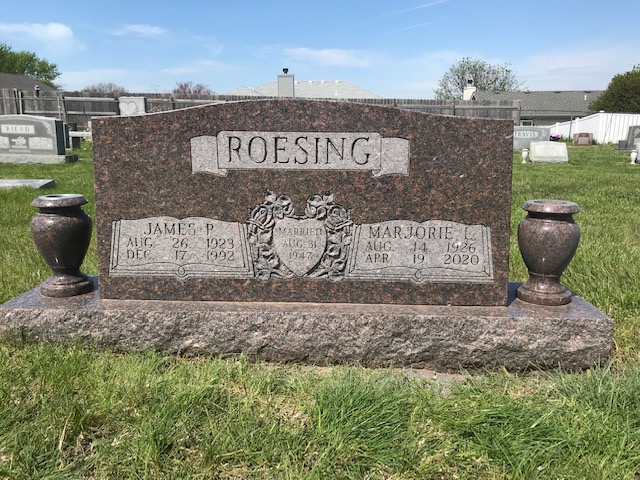 ROESING
JAMES P.
AUG. 26 1923
DEC. 17 1992
MARRIED
AUG 31
1947
MARJORIE L.
AUG. 14 1926
APR. 19 2020
TRAVIS